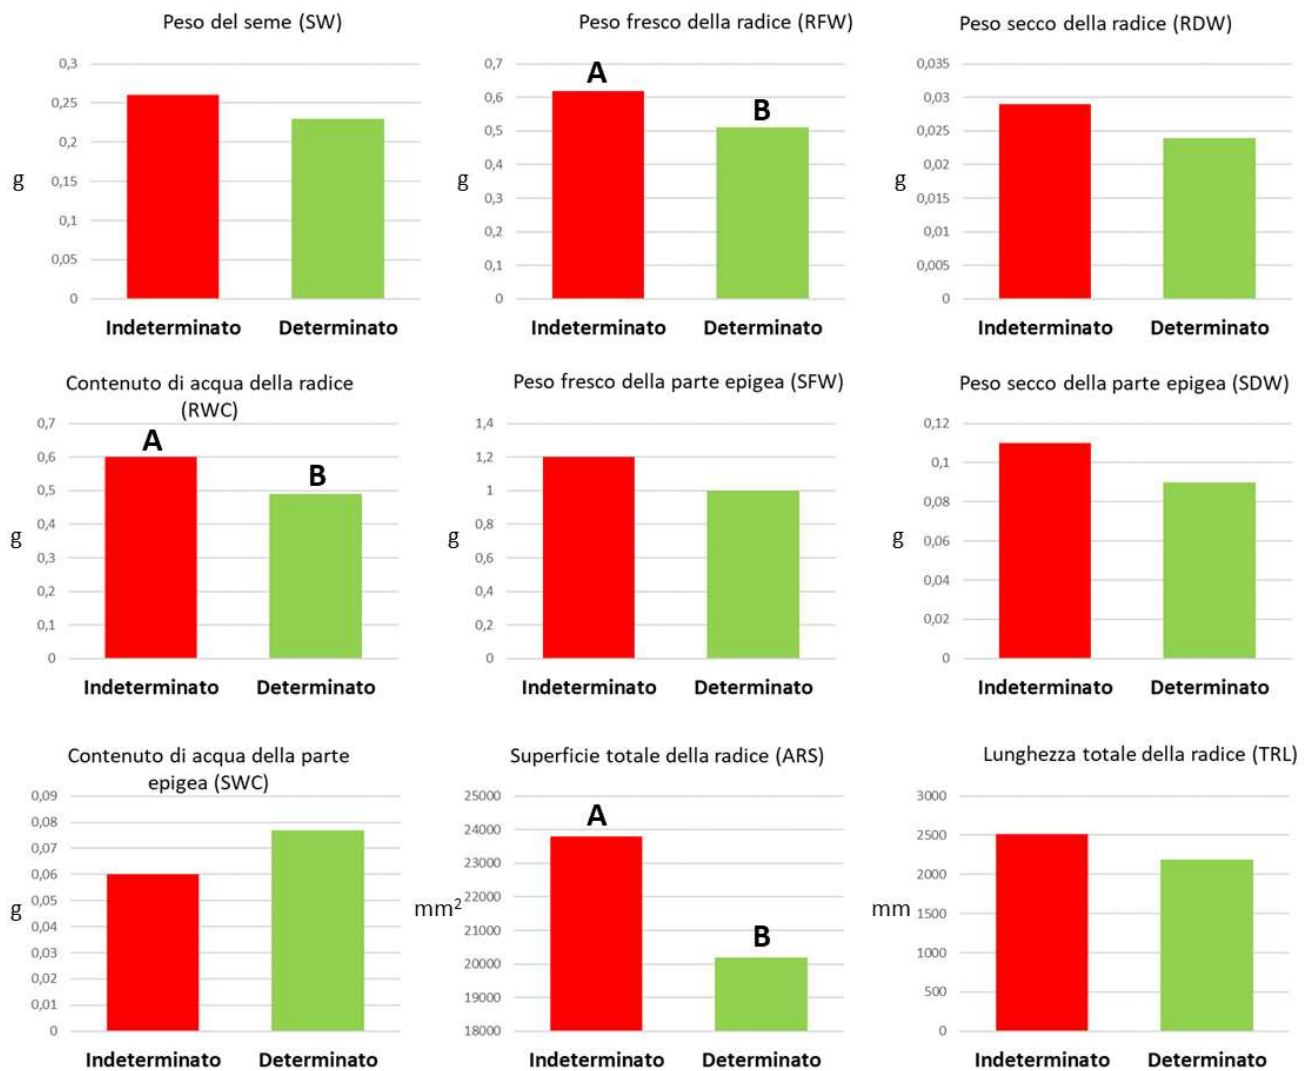 Peso del seme (SW)
0,3
0,25
0,2
0,15
0,1
0,05
0
g
Indeterminato Determinato
Peso fresco della radice (RFW)
0,7
0,6
0,5
0,4
0,3
0,2
0,1
0
g
A
B
Indeterminato Determinato
Peso secco della radice (RDW)
0,035
0,03
0,025
0,02
0,015
0,01
0,005
0
g
Indeterminato Determinato
Contenuto di acqua della radice
(RWC)
0,7
0,6
0,5
0,4
0,3
0,2
0,1
0
g
A
B
Indeterminato Determinato
Peso fresco della parte epigea (SFW)
1,4
1,2
1
0,8
0,6
0,4
0,2
0
g
Indeterminato Determinato
Peso secco della parte epigea (SDW)
0,12
0,1
0,08
0,06
0,04
0,02
0
g
Indeterminato Determinato
Contenuto di acqua della parte
epigea (SWC)
0,09
0,08
0,07
0,06
0,05
0,04
0,03
0,02
0,01
0
g
Indeterminato Determinato
Superficie totale della radice (ARS)
25000
24000
23000
22000
21000
20000
19000
18000
mm²
A
B
Indeterminato Determinato
Lunghezza totale della radice (TRL)
3000
2500
2000
1500
1000
500
0
mm
Indeterminato Determinato